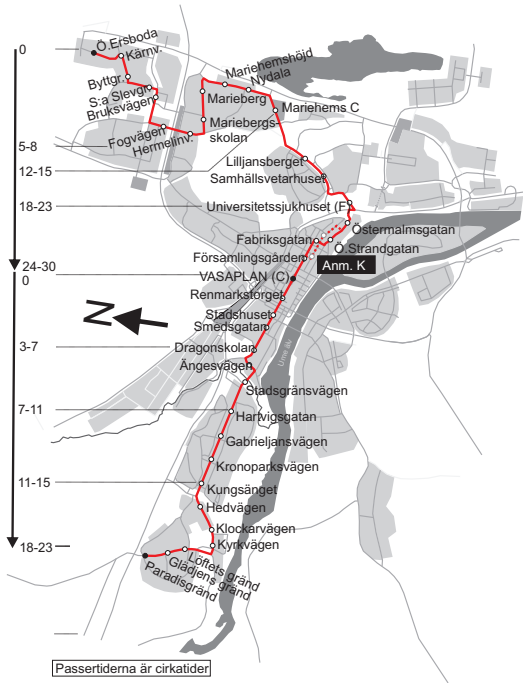 0
Ö.Ersboda
Kärnv.
Byttgr.
S:a Slevgr.
Bruksvägen
Fogvägen
Hermelinv.
Mariehemshöjd
Nydala
Marieberg
Mariebergs-
skolan
Mariehems C
5-8
12-15
Lilljansberget
Samhällsvetarhuset
18-23
Universitetssjukhuset (F)
Östermalmsgatan
Fabriksgatan
Ö.Strandgatan
Församlingsgården
Anm. K
24-30
0
VASAPLAN (C)
Renmarkstorget
N
Stadshuset
Smedsgatan
3-7
Dragonskolan
Ängesvägen
Ume älv
Stadsgränsvägen
7-11
Hartvigsgatan
Gabrieljansvägen
Kronoparksvägen
11-15
Kungsänget
Hedvägen
Klockarvägen
18-23
Kyrkvägen
Löftets gränd
Glädjens gränd
Paradisgränd
Passertiderna är cirkatider